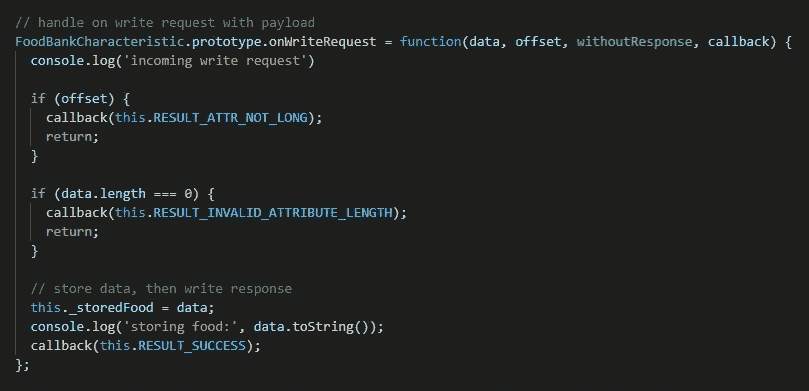 // handle on write request with payload
FoodBankCharacteristic.prototype.onWriteRequest = function(data, offset, withoutResponse, callback) {
  console.log('incoming write request')
  if (offset) {
    callback(this.RESULT_ATTR_NOT_LONG);
    return;
  }
  if (data.length === 0) {
    callback(this.RESULT_INVALID_ATTRIBUTE_LENGTH);
    return;
  }
  // store data, then write response
  this._storedFood = data;
  console.log('storing food:', data.toString());
  callback(this.RESULT_SUCCESS);
};